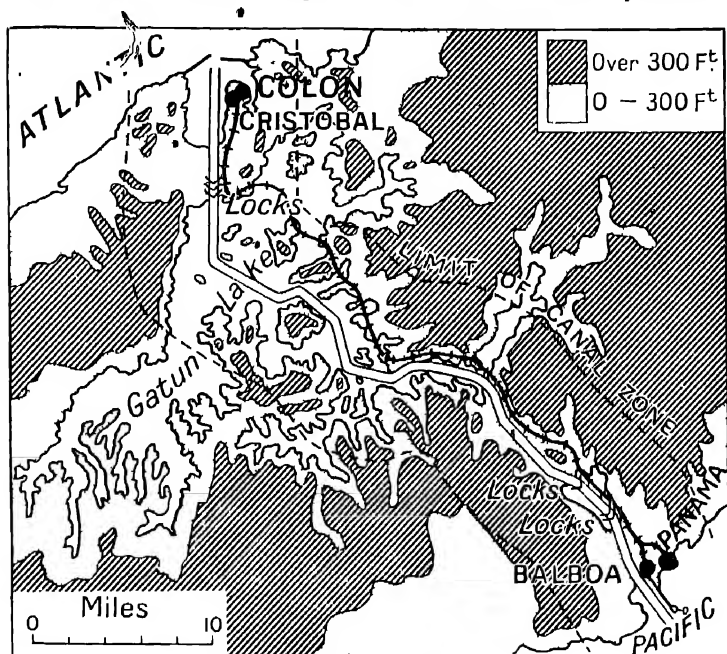 ATLANTIC
COLON
CRISTOBAL
Over 300 Ft.
0 – 300 Ft
Locks
LIMIT OF CANAL ZONE
Gatun Lake
Locks
Locks
PANAMA
BALBOA
PACIFIC
Miles
0 10